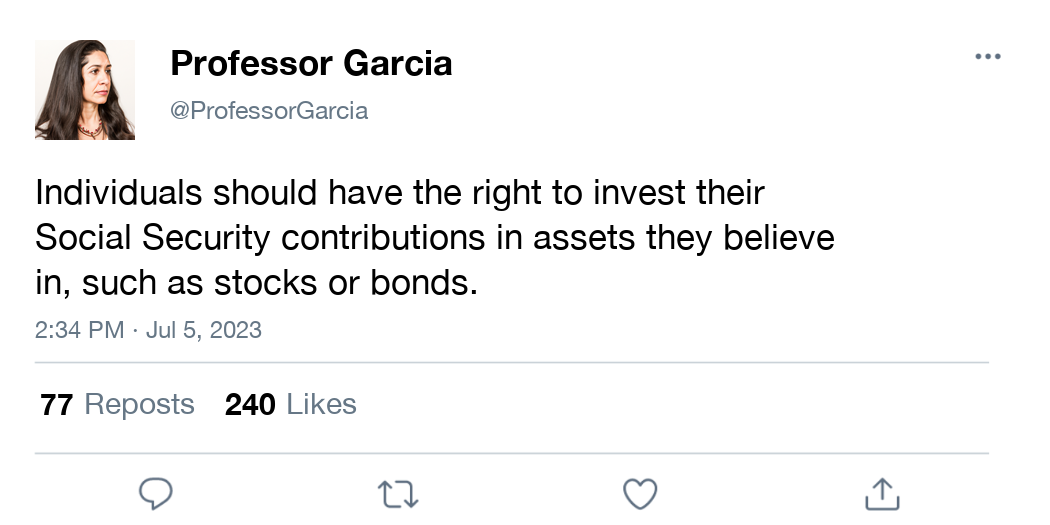 Professor Garcia
@ProfessorGarcia
Individuals should have the right to invest their
Social Security contributions in assets they believe
in, such as stocks or bonds.
2:34 PM · Jul 5, 2023
77 Reposts 240 Likes